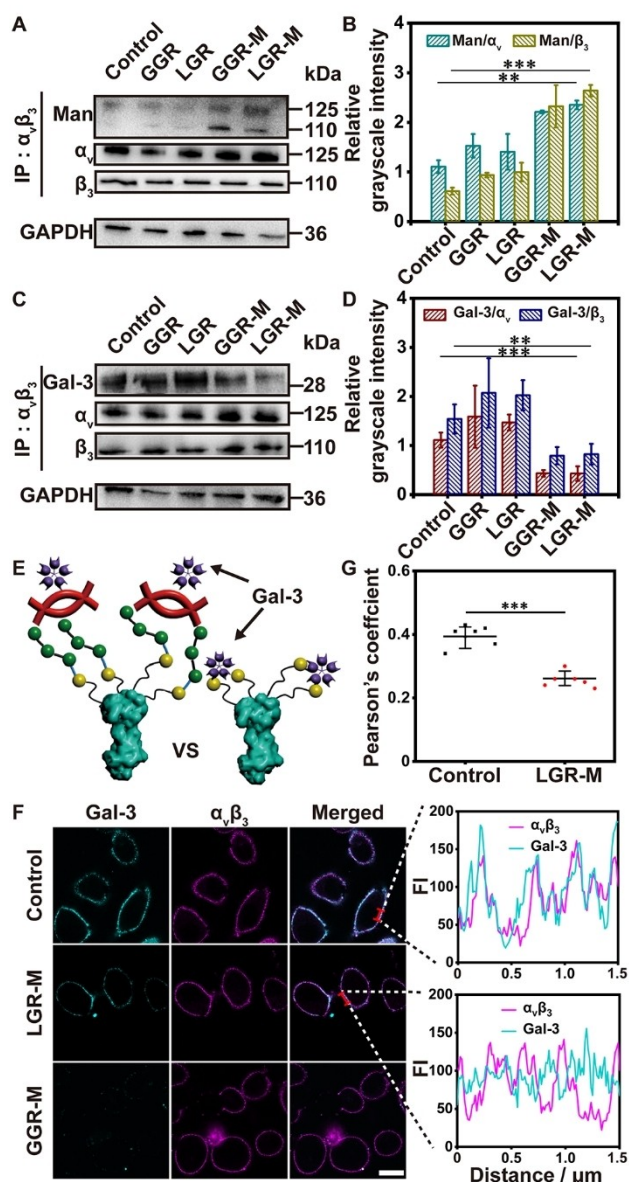 A
Control GGR LGR GGR-M LGR-M kDa
IP : αvβ3
Man 125
110
αv 125
β3 110
GAPDH 36
B
Man/αv Man/β3
Relative grayscale intensity
4
3
2
1
0
***
**
Control GGR LGR GGR-M LGR-M
C
Control GGR LGR GGR-M LGR-M kDa
IP : αvβ3
Gal-3 28
αv 125
β3 110
GAPDH 36
D
Gal-3/αv Gal-3/β3
Relative grayscale intensity
4
3
2
1
0
**
***
Control GGR LGR GGR-M LGR-M
E
Gal-3
VS
G
Pearson's coeffcient
0.6
0.4
0.2
0.0
***
Control LGR-M
F
Gal-3 αvβ3 Merged
Control
LGR-M
GGR-M
FI
200
150
100
50
0
αvβ3
Gal-3
0.0 0.5 1.0 1.5
FI
200
150
100
50
0
αvβ3
Gal-3
0.0 0.5 1.0 1.5
Distance / μm